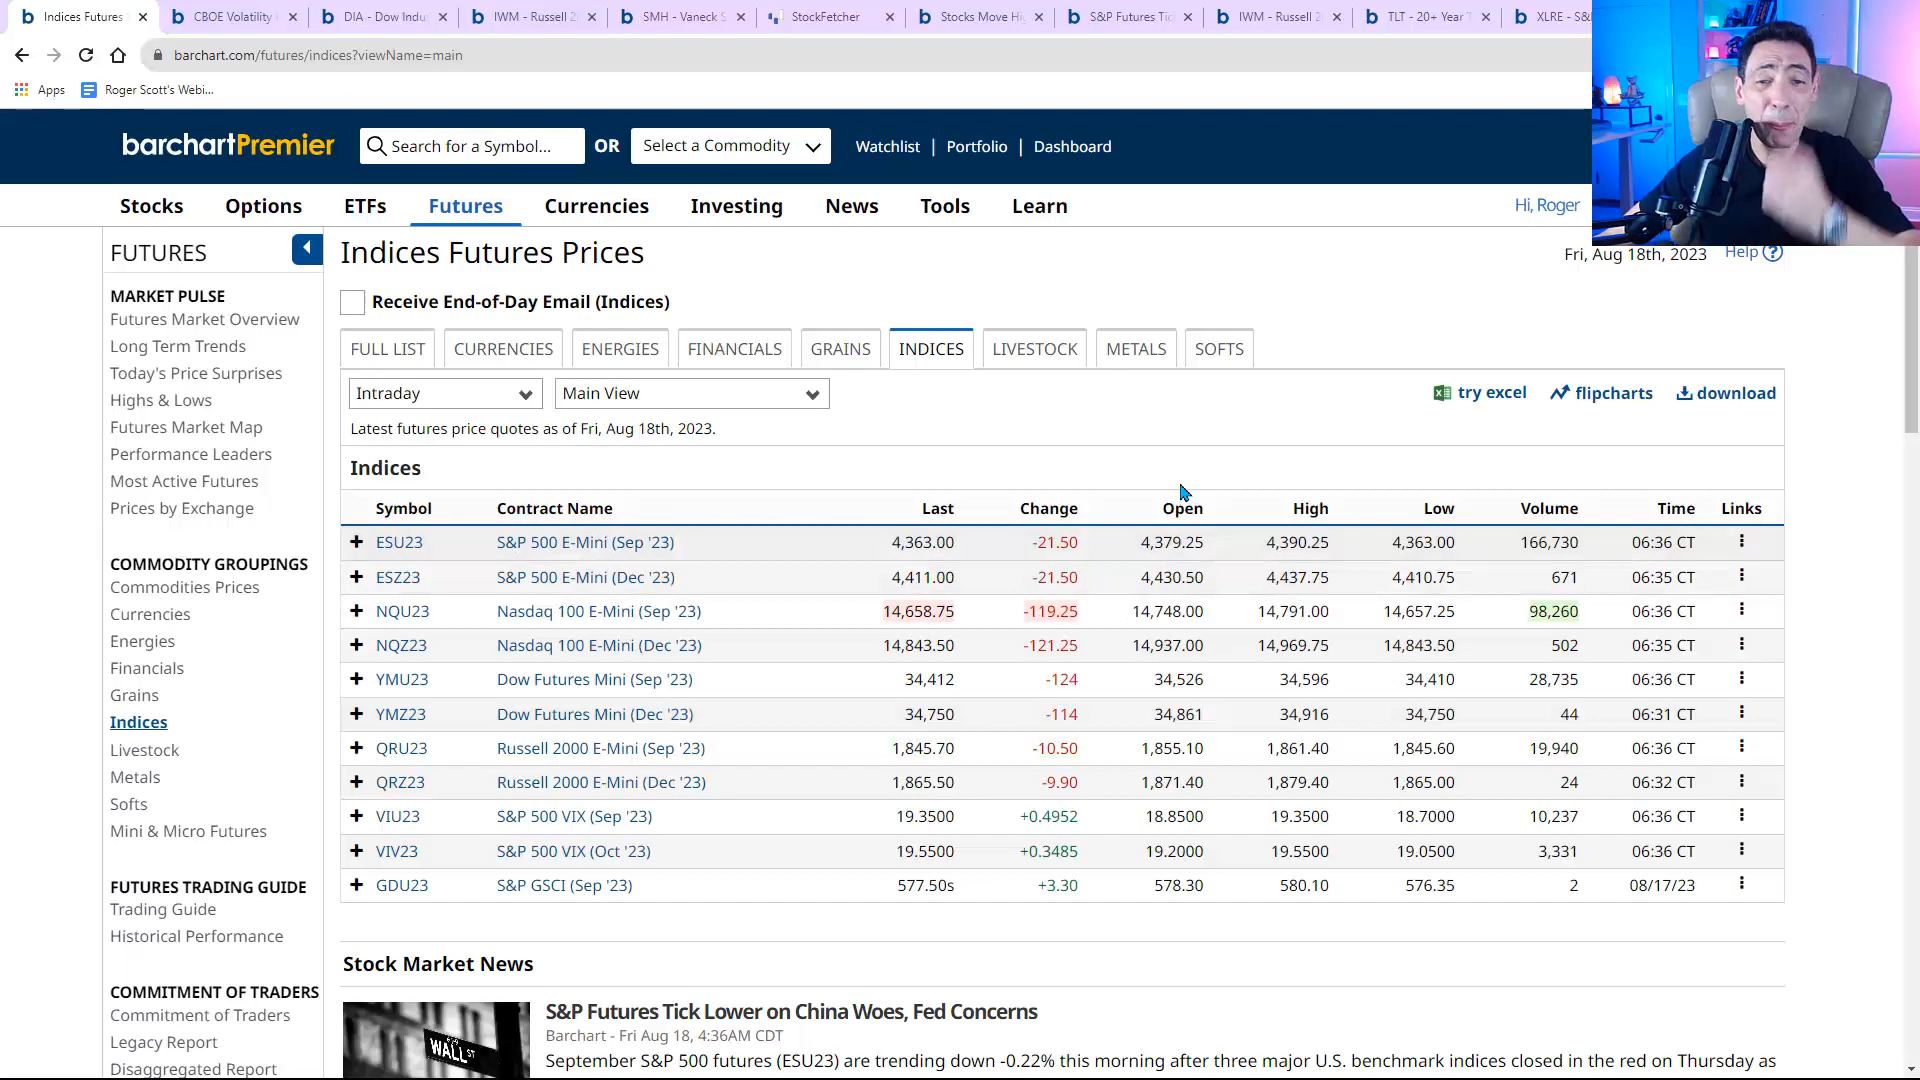 Indices Futures
CBOE Volatility
DIA - Dow Indu
IWM - Russell 2
SMH - Vaneck S
StockFetcher
Stocks Move Hi
S&P Futures Tic
IWM - Russell 2
TLT - 20+ Year T
XLRE - S&
barchart.com/futures/indices?viewName=main
Apps
Roger Scott's Webi...
barchartPremier
Search for a Symbol...
OR
Select a Commodity
Watchlist | Portfolio | Dashboard
Stocks Options ETFs Futures Currencies Investing News Tools Learn
Hi, Roger
FUTURES
Indices Futures Prices
Fri, Aug 18th, 2023
Help ?
MARKET PULSE
Futures Market Overview
Long Term Trends
Today's Price Surprises
Highs & Lows
Futures Market Map
Performance Leaders
Most Active Futures
Prices by Exchange
COMMODITY GROUPINGS
Commodities Prices
Currencies
Energies
Financials
Grains
Indices
Livestock
Metals
Softs
Mini & Micro Futures
FUTURES TRADING GUIDE
Trading Guide
Historical Performance
COMMITMENT OF TRADERS
Commitment of Traders
Legacy Report
Disaggregated Report
Receive End-of-Day Email (Indices)
FULL LIST CURRENCIES ENERGIES FINANCIALS GRAINS INDICES LIVESTOCK METALS SOFTS
Intraday
Main View
try excel flipcharts download
Latest futures price quotes as of Fri, Aug 18th, 2023.
Indices
Symbol Contract Name Last Change Open High Low Volume Time Links
ESU23 S&P 500 E-Mini (Sep '23) 4,363.00 -21.50 4,379.25 4,390.25 4,363.00 166,730 06:36 CT
ESZ23 S&P 500 E-Mini (Dec '23) 4,411.00 -21.50 4,430.50 4,437.75 4,410.75 671 06:35 CT
NQU23 Nasdaq 100 E-Mini (Sep '23) 14,658.75 -119.25 14,748.00 14,791.00 14,657.25 98,260 06:36 CT
NQZ23 Nasdaq 100 E-Mini (Dec '23) 14,843.50 -121.25 14,937.00 14,969.75 14,843.50 502 06:35 CT
YMU23 Dow Futures Mini (Sep '23) 34,412 -124 34,526 34,596 34,410 28,735 06:36 CT
YMZ23 Dow Futures Mini (Dec '23) 34,750 -114 34,861 34,916 34,750 44 06:31 CT
QRU23 Russell 2000 E-Mini (Sep '23) 1,845.70 -10.50 1,855.10 1,861.40 1,845.60 19,940 06:36 CT
QRZ23 Russell 2000 E-Mini (Dec '23) 1,865.50 -9.90 1,871.40 1,879.40 1,865.00 24 06:32 CT
VIU23 S&P 500 VIX (Sep '23) 19.3500 +0.4952 18.8500 19.3500 18.7000 10,237 06:36 CT
VIV23 S&P 500 VIX (Oct '23) 19.5500 +0.3485 19.2000 19.5500 19.0500 3,331 06:36 CT
GDU23 S&P GSCI (Sep '23) 577.50s +3.30 578.30 580.10 576.35 2 08/17/23
Stock Market News
WALL ST
S&P Futures Tick Lower on China Woes, Fed Concerns
Barchart - Fri Aug 18, 4:36AM CDT
September S&P 500 futures (ESU23) are trending down -0.22% this morning after three major U.S. benchmark indices closed in the red on Thursday as